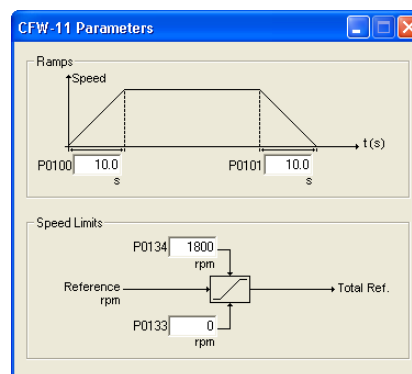 CFW-11 Parameters
Ramps
Speed
t(s)
P0100 10.0 P0101 10.0
s s
Speed Limits
P0134 1800
rpm
Reference Total Ref.
rpm
P0133 0
rpm